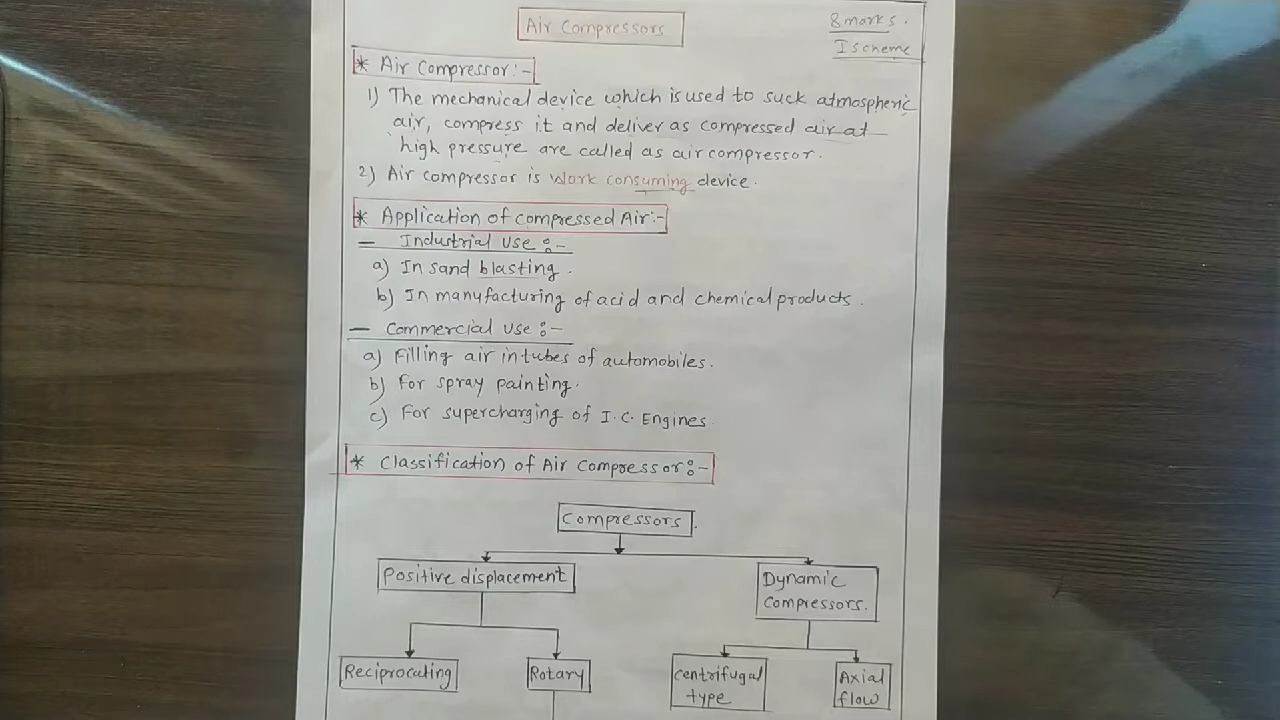 Air Compressors
8 marks.
I scheme
* Air Compressor:-
1) The mechanical device which is used to suck atmospheric
air, compress it and deliver as compressed air at
high pressure are called as air compressor.
2) Air compressor is work consuming device.
* Application of compressed Air:-
- Industrial use :-
a) In sand blasting.
b) In manufacturing of acid and chemical products.
- Commercial use :-
a) Filling air in tubes of automobiles.
b) For spray painting.
c) For supercharging of I.C. Engines.
* Classification of Air Compressor:-
Compressors.
Positive displacement
Dynamic
Compressors.
Reciprocating
Rotary
centrifugal
type
Axial
flow